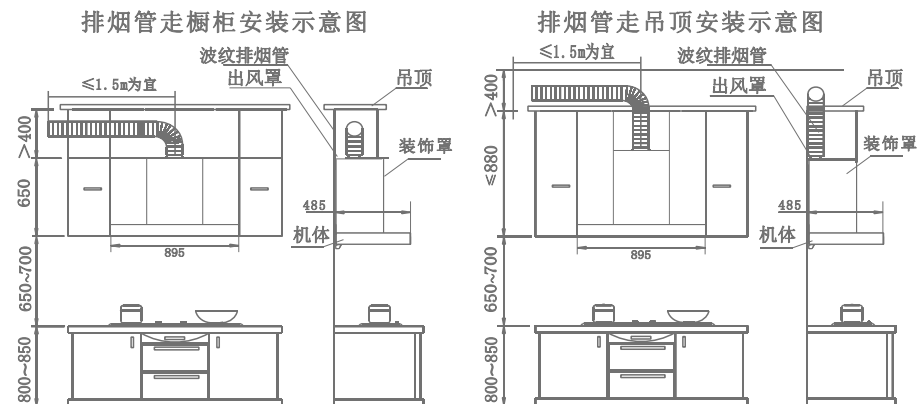 排烟管走橱柜安装示意图
波纹排烟管
≤1.5m为宜
出风罩
吊顶
>400
装饰罩
650
485
机体
895
650~700
800~850
排烟管走吊顶安装示意图
≤1.5m为宜
波纹排烟管
出风罩
吊顶
>400
装饰罩
≤880
485
机体
895
650~700
800~850